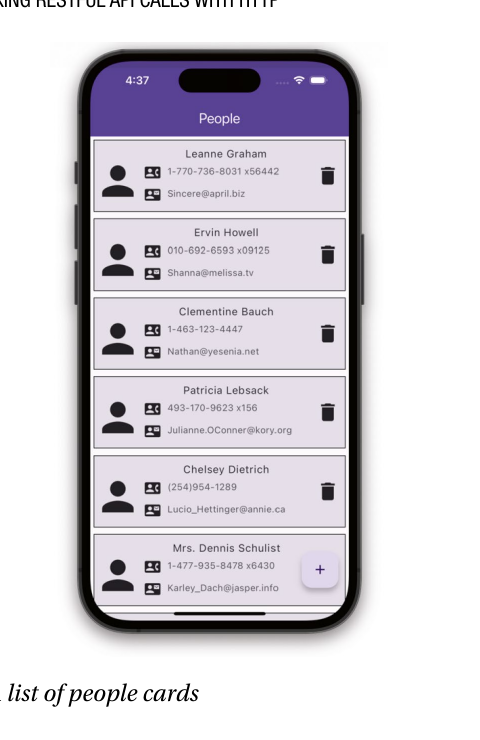 KING RESTFUL API CALLS WITH HTTP
4:37
People
Leanne Graham
1-770-736-8031 x56442
Sincere@april.biz
Ervin Howell
010-692-6593 x09125
Shanna@melissa.tv
Clementine Bauch
1-463-123-4447
Nathan@yesenia.net
Patricia Lebsack
493-170-9623 x156
Julianne.OConner@kory.org
Chelsey Dietrich
(254)954-1289
Lucio_Hettinger@annie.ca
Mrs. Dennis Schulist
1-477-935-8478 x6430
+
Karley_Dach@jasper.info
list of people cards